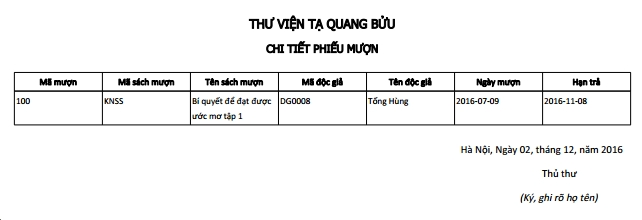 THƯ VIỆN TẠ QUANG BỬU
CHI TIẾT PHIẾU MƯỢN
Mã mượn Mã sách mượn Tên sách mượn Mã độc giả Tên độc giả Ngày mượn Hạn trả
100 KNSS Bí quyết để đạt được DG0008 Tống Hùng 2016-07-09 2016-11-08
ước mơ tập 1
Hà Nội, Ngày 02, tháng 12, năm 2016
Thủ thư
(Ký, ghi rõ họ tên)